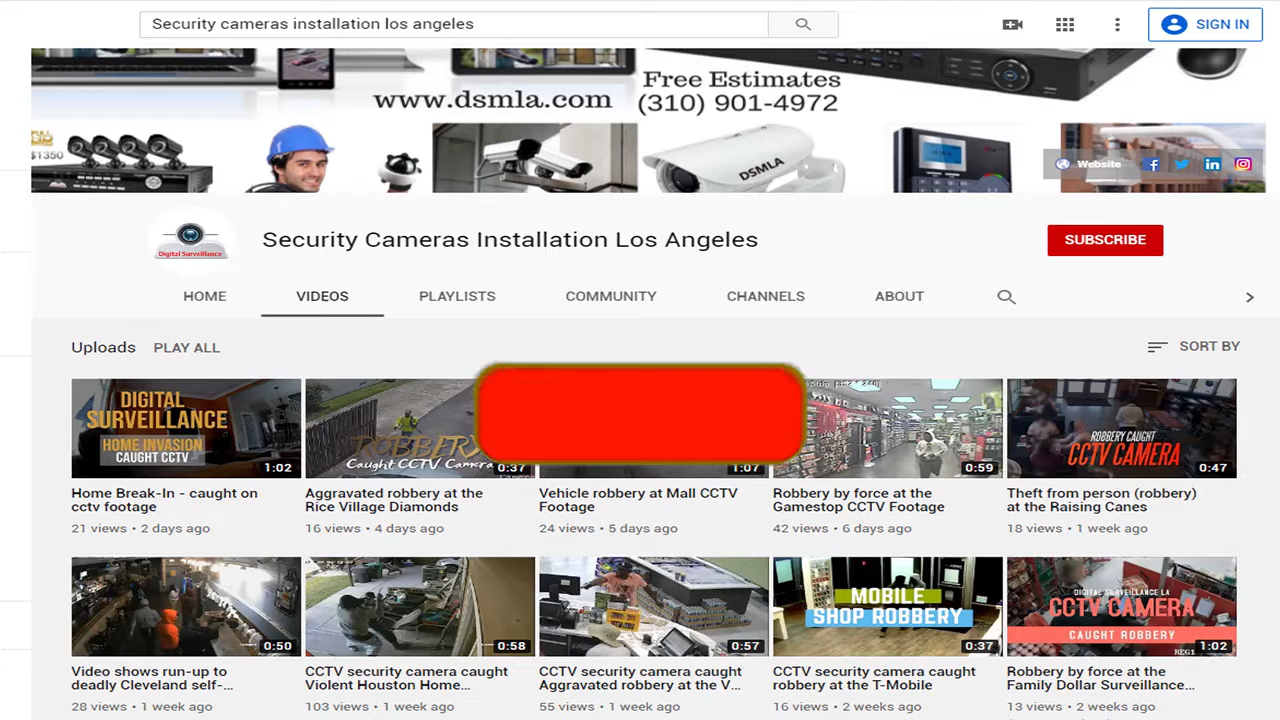 Security cameras installation los angeles
SIGN IN
Free Estimates
www.dsmla.com
(310) 901-4972
$1350
DSMLA
Website
Digital Surveillance
Security Cameras Installation Los Angeles
SUBSCRIBE
HOME VIDEOS PLAYLISTS COMMUNITY CHANNELS ABOUT
Uploads PLAY ALL
SORT BY
DIGITAL
SURVEILLANCE
HOME INVASION
CAUGHT CCTV
1:02
ROBBERY
Caught CCTV Camera
0:37
1:07
0:59
ROBBERY CAUGHT
CCTV CAMERA
0:47
Home Break-In - caught on
cctv footage
21 views • 2 days ago
Aggravated robbery at the
Rice Village Diamonds
16 views • 4 days ago
Vehicle robbery at Mall CCTV
Footage
24 views • 5 days ago
Robbery by force at the
Gamestop CCTV Footage
42 views • 6 days ago
Theft from person (robbery)
at the Raising Canes
18 views • 1 week ago
0:50
0:58
0:57
MOBILE
SHOP ROBBERY
0:37
DIGITAL SURVEILLANCE LA
CCTV CAMERA
CAUGHT ROBBERY
REG1
1:02
Video shows run-up to
deadly Cleveland self-...
28 views • 1 week ago
CCTV security camera caught
Violent Houston Home...
103 views • 1 week ago
CCTV security camera caught
Aggravated robbery at the V...
55 views • 1 week ago
CCTV security camera caught
robbery at the T-Mobile
16 views • 2 weeks ago
Robbery by force at the
Family Dollar Surveillance...
13 views • 2 weeks ago